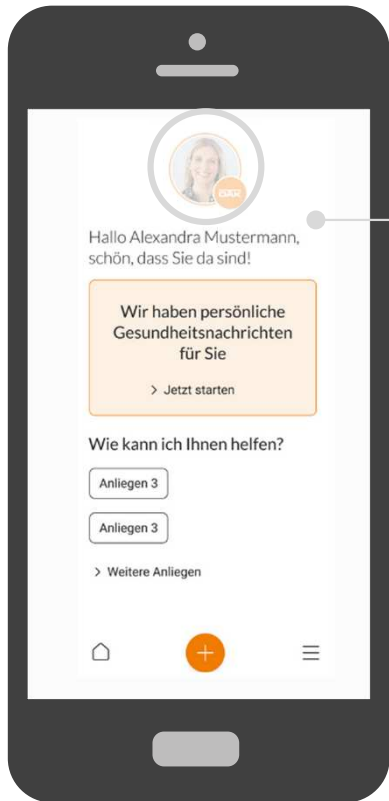 DAK
Hallo Alexandra Mustermann,
schön, dass Sie da sind!
Wir haben persönliche
Gesundheitsnachrichten
für Sie
> Jetzt starten
Wie kann ich Ihnen helfen?
Anliegen 3
Anliegen 3
> Weitere Anliegen